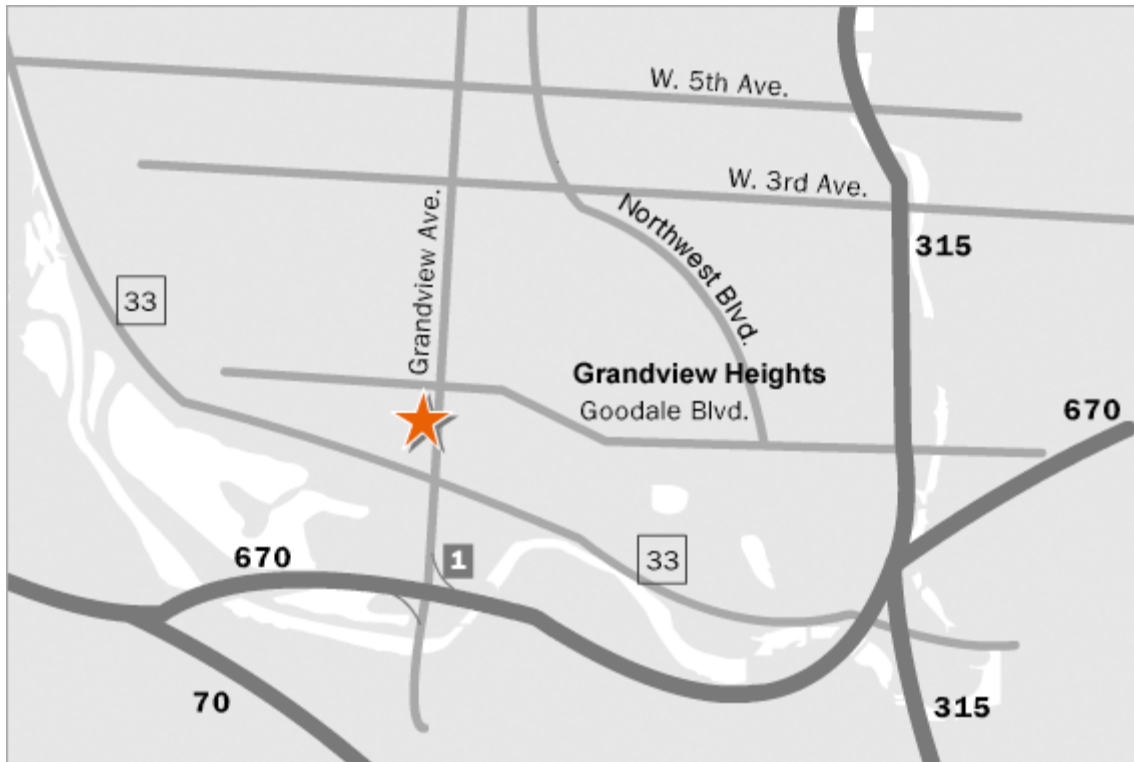 W. 5th Ave.
W. 3rd Ave.
Grandview Ave.
Northwest Blvd.
315
33
Grandview Heights
Goodale Blvd.
670
670
1
33
70
315